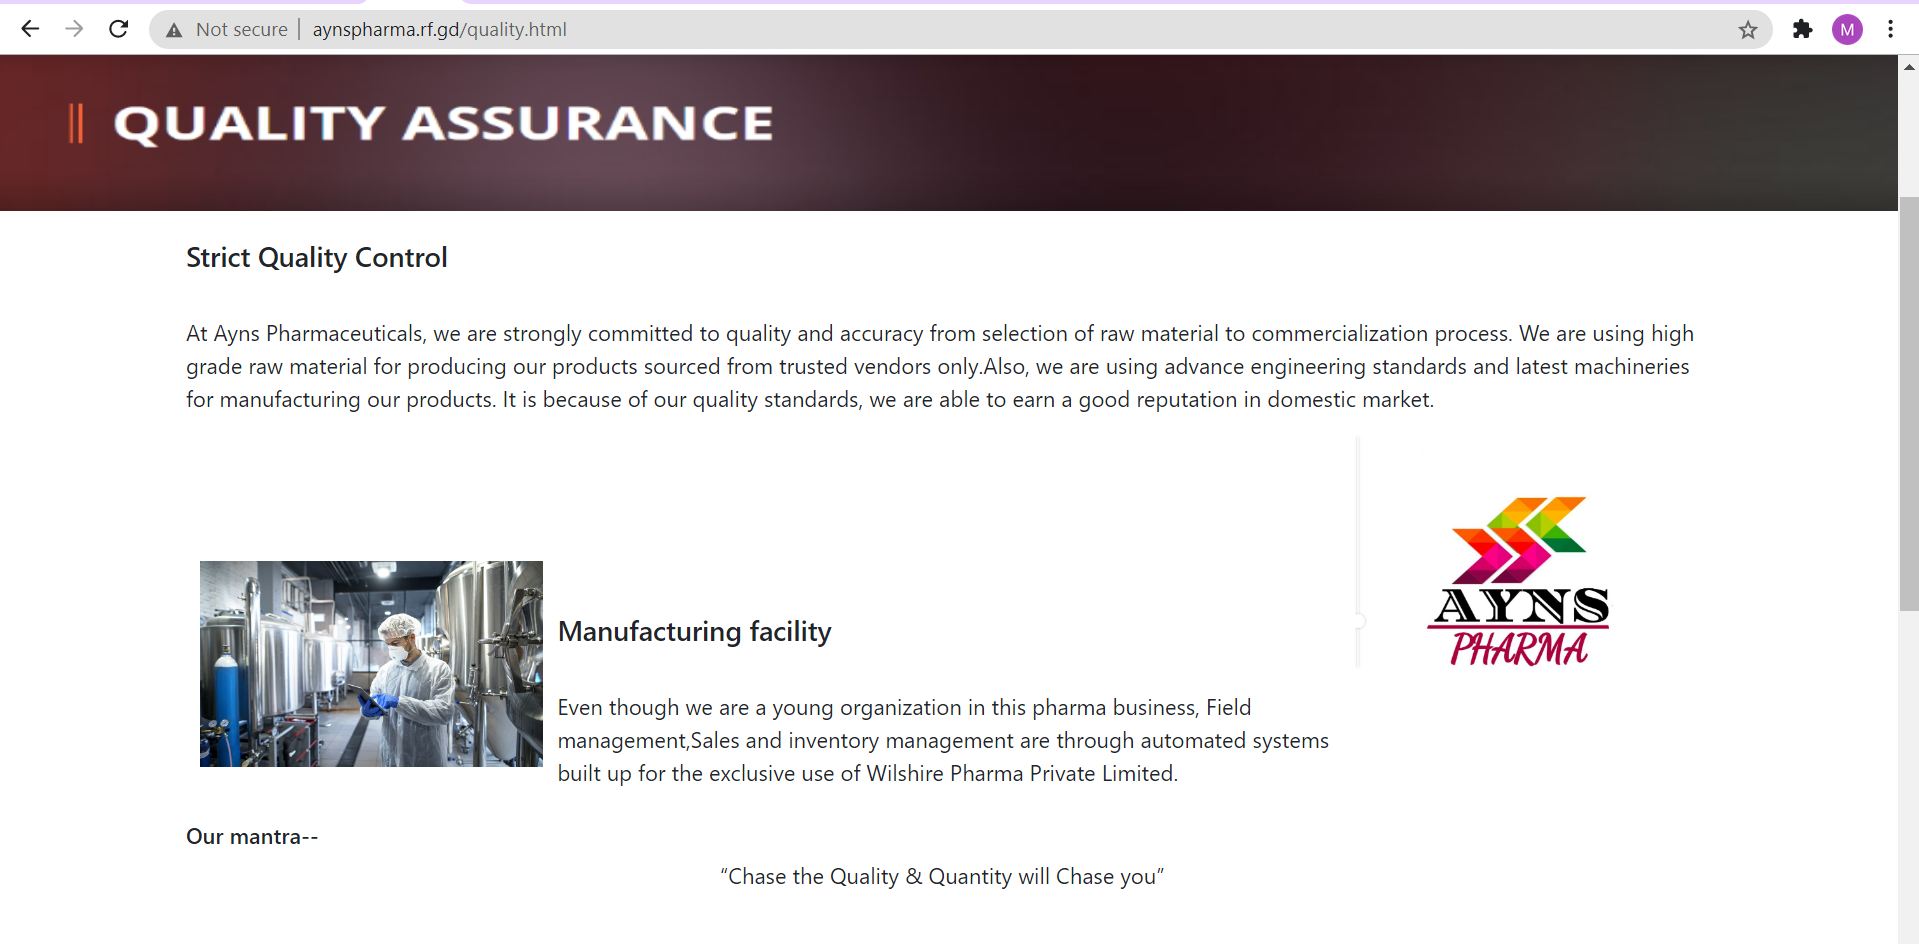 Not secure | aynspharma.rf.gd/quality.html
M
QUALITY ASSURANCE
Strict Quality Control
At Ayns Pharmaceuticals, we are strongly committed to quality and accuracy from selection of raw material to commercialization process. We are using high
grade raw material for producing our products sourced from trusted vendors only.Also, we are using advance engineering standards and latest machineries
for manufacturing our products. It is because of our quality standards, we are able to earn a good reputation in domestic market.
AYNS
PHARMA
Manufacturing facility
Even though we are a young organization in this pharma business, Field
management,Sales and inventory management are through automated systems
built up for the exclusive use of Wilshire Pharma Private Limited.
Our mantra--
“Chase the Quality & Quantity will Chase you”